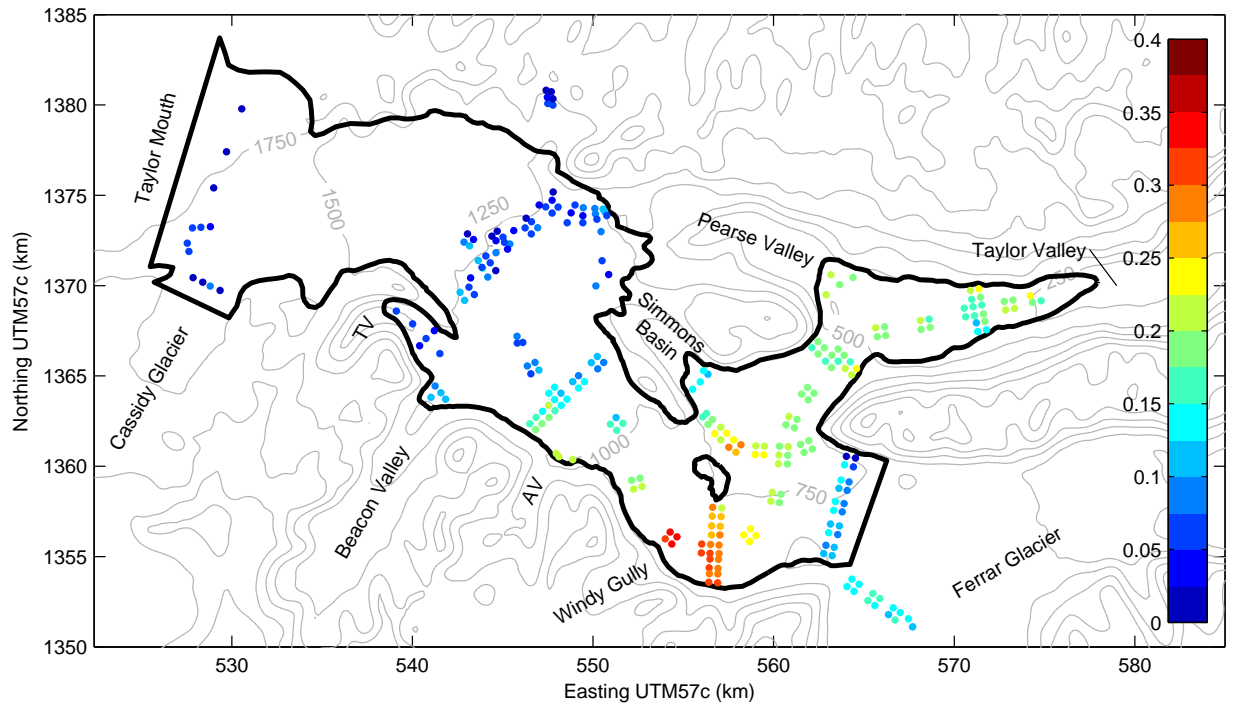 1385
1380
1375
1370
1365
1360
1355
1350
Northing UTM57c (km)
530
540
550
560
570
580
Easting UTM57c (km)
Taylor Mouth
1750
1500
1250
Pearse Valley
Taylor Valley
250
Cassidy Glacier
TV
Simmons
Basin
500
Beacon Valley
AV
1000
750
Windy Gully
Ferrar Glacier
0.4
0.35
0.3
0.25
0.2
0.15
0.1
0.05
0